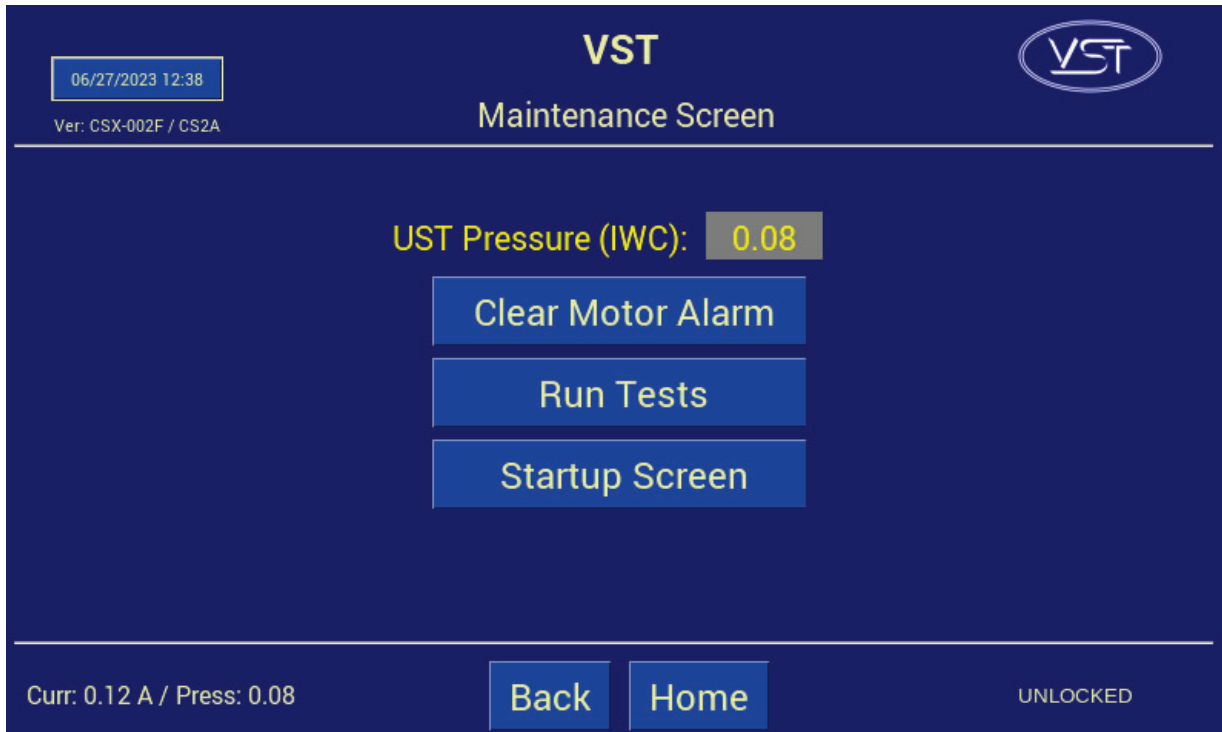 VST
VST
06/27/2023 12:38
Ver: CSX-002F / CS2A
Maintenance Screen
UST Pressure (IWC): 0.08
Clear Motor Alarm
Run Tests
Startup Screen
Curr: 0.12 A / Press: 0.08
Back
Home
UNLOCKED